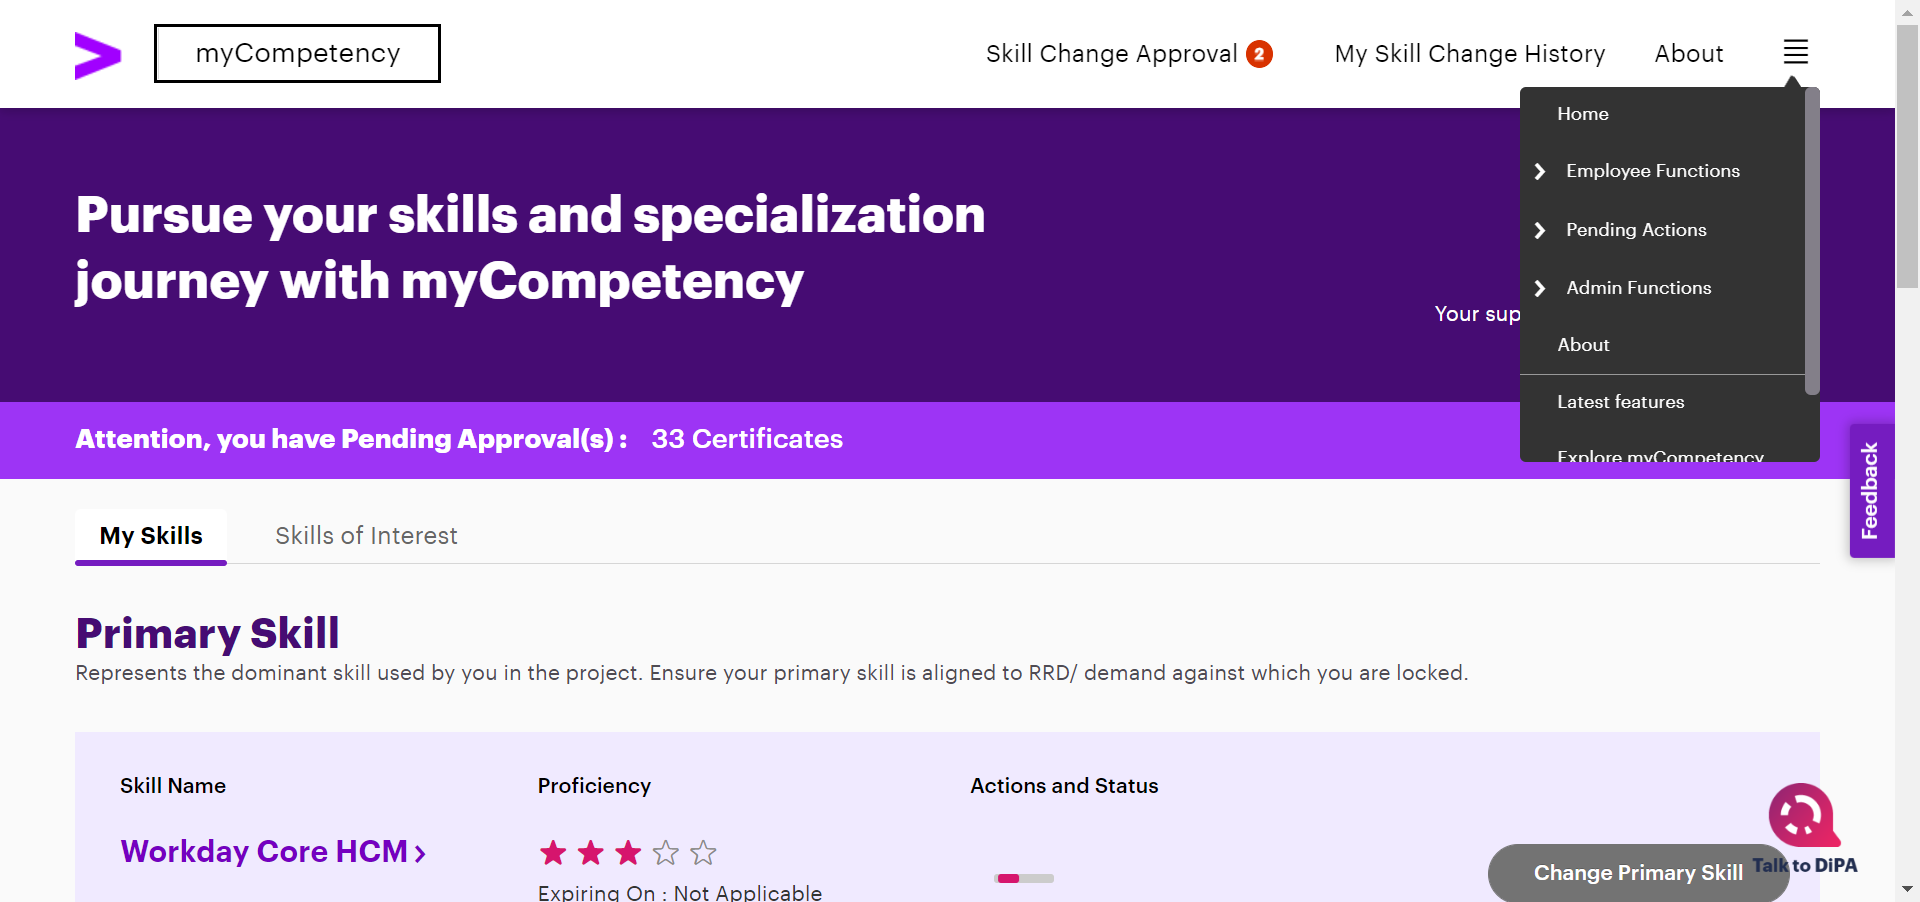 myCompetency
Skill Change Approval 2
My Skill Change History
About
Home
Employee Functions
Pending Actions
Admin Functions
About
Latest features
Explore myCompetency
Pursue your skills and specialization
journey with myCompetency
Your sup
Attention, you have Pending Approval(s) : 33 Certificates
Feedback
My Skills
Skills of Interest
Primary Skill
Represents the dominant skill used by you in the project. Ensure your primary skill is aligned to RRD/ demand against which you are locked.
Skill Name
Proficiency
Actions and Status
Workday Core HCM
Expiring On : Not Applicable
Change Primary Skill
Talk to DiPA